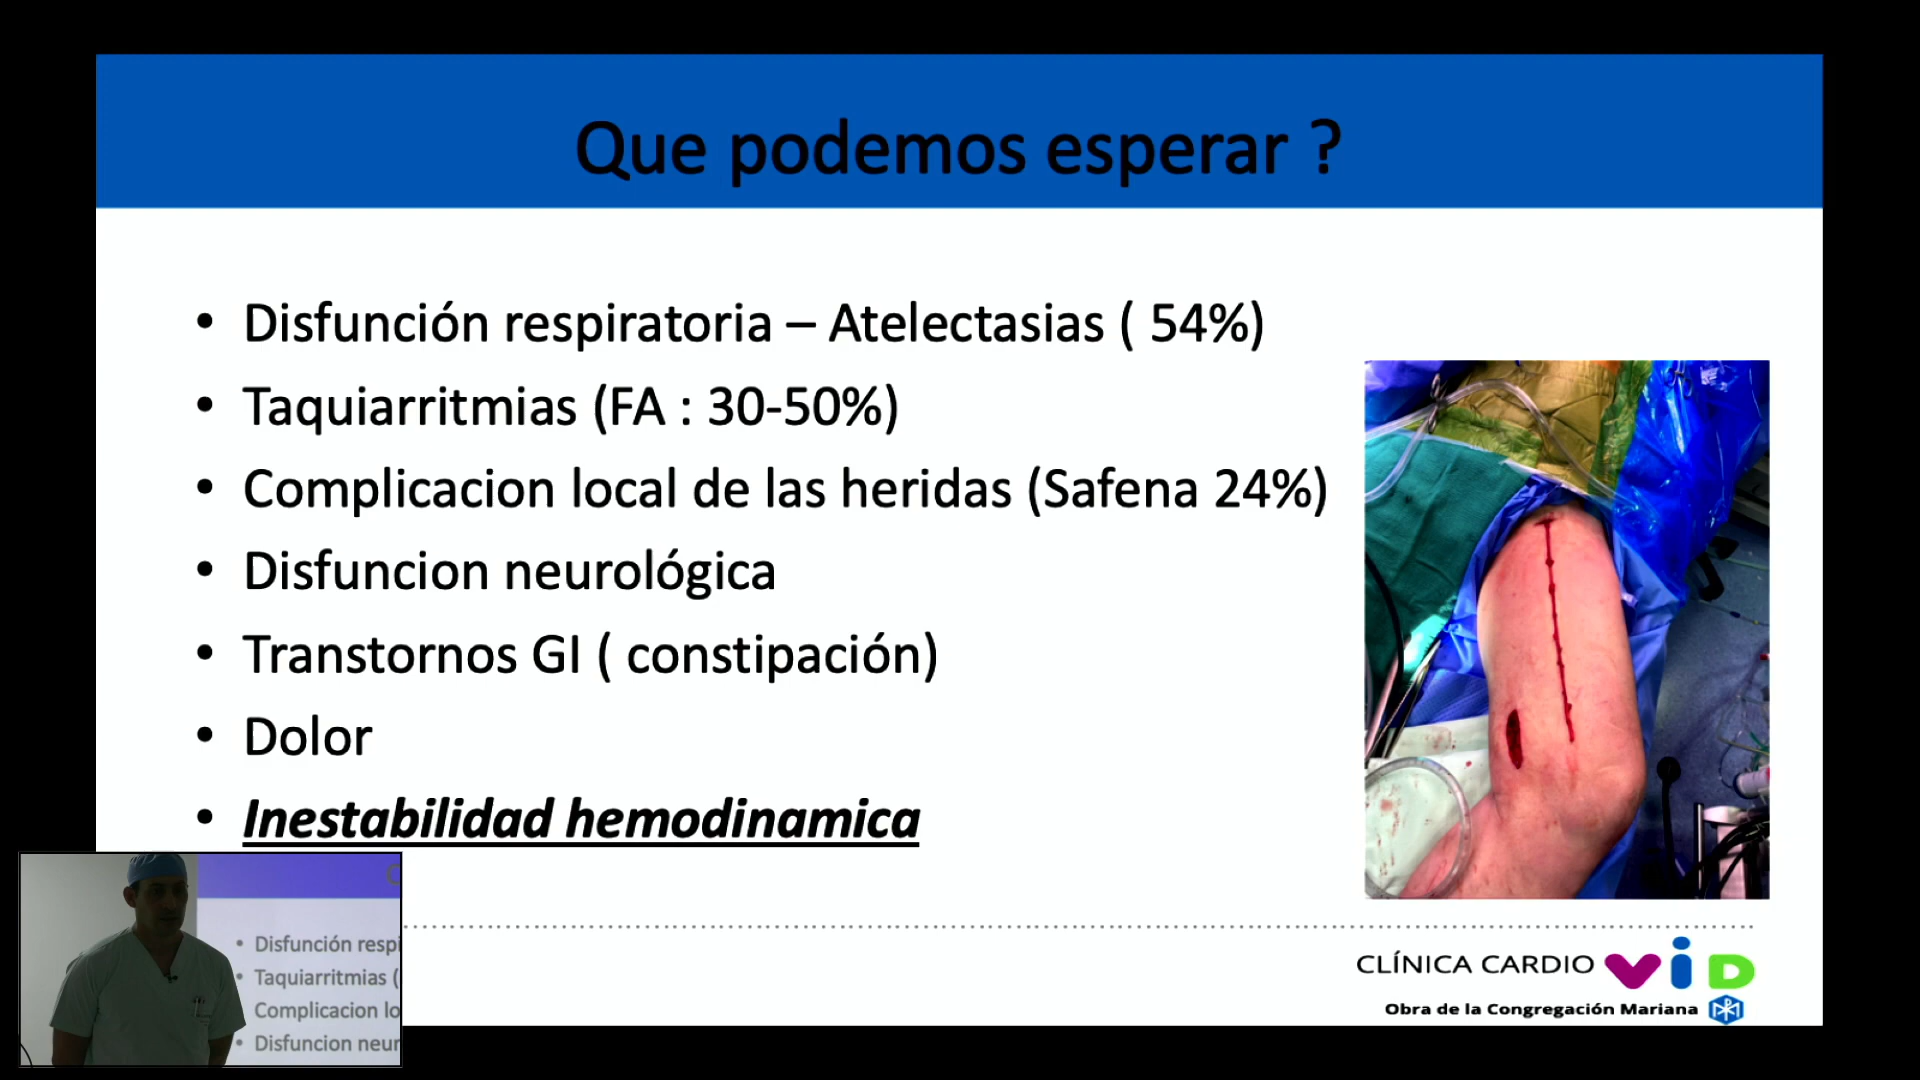 Que podemos esperar ?
• Disfunción respiratoria – Atelectasias ( 54%)
• Taquiarritmias (FA : 30-50%)
• Complicacion local de las heridas (Safena 24%)
• Disfuncion neurológica
• Transtornos GI ( constipación)
• Dolor
• Inestabilidad hemodinamica
• Disfunción respi
• Taquiarritmias (
Complicacion lo
• Disfuncion neur
CLÍNICA CARDIO VID
Obra de la Congregación Mariana